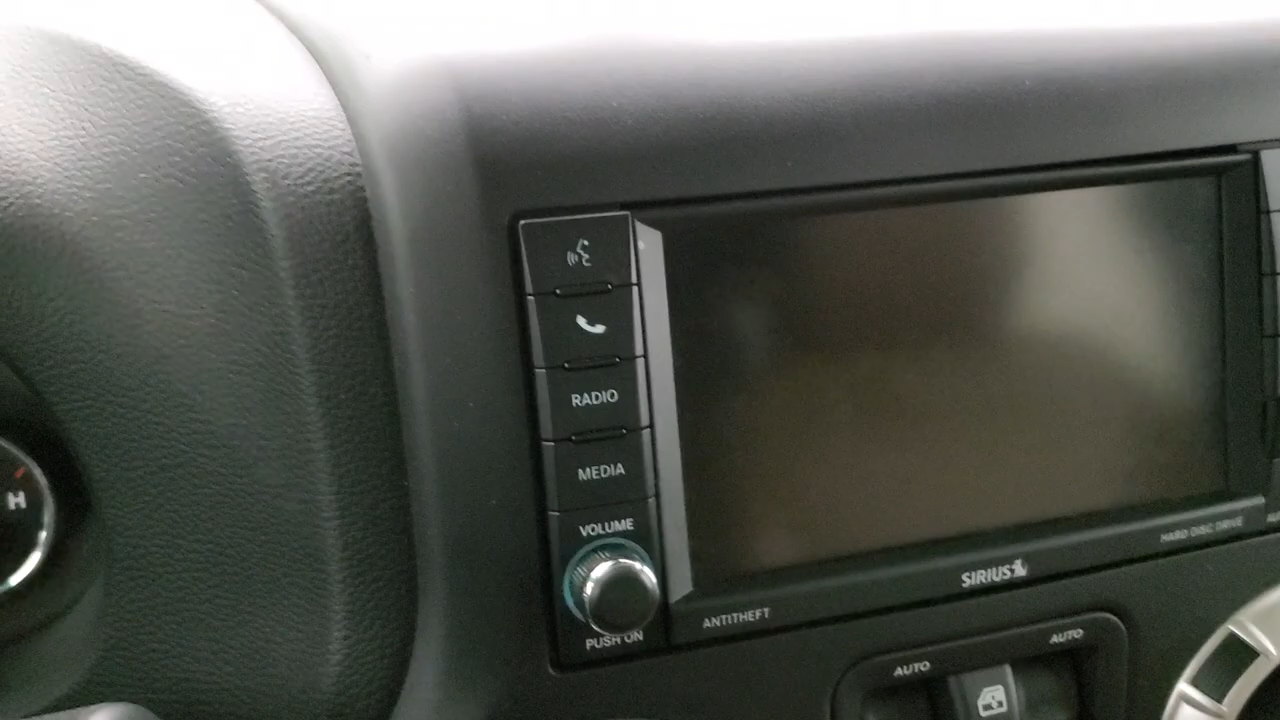 RADIO
MEDIA
VOLUME
PUSH ON
ANTITHEFT
SIRIUS
HARD DISC DRIVE
AUTO
AUTO
H